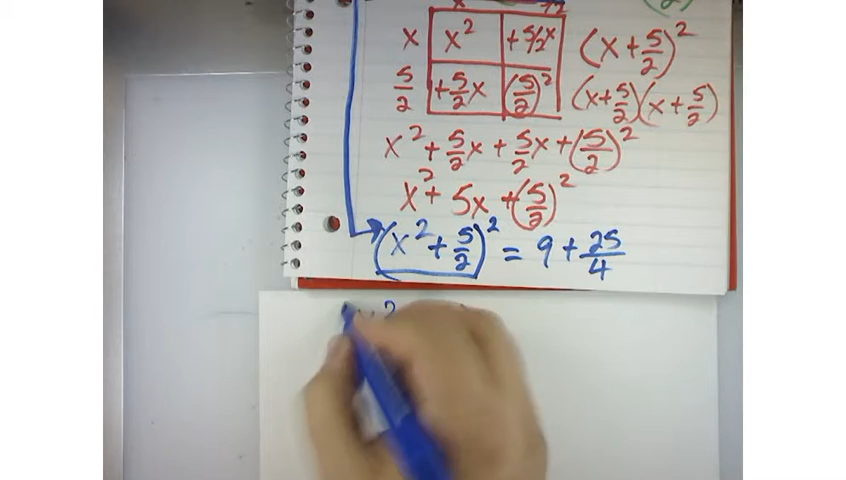 x x² +5/2x (x + 5/2)²
5/2 +5/2x (5/2)² (x + 5/2)(x + 5/2)
x² + 5/2x + 5/2x + (5/2)²
x² + 5x + (5/2)²
(x² + 5/2)² = 9 + 25/4